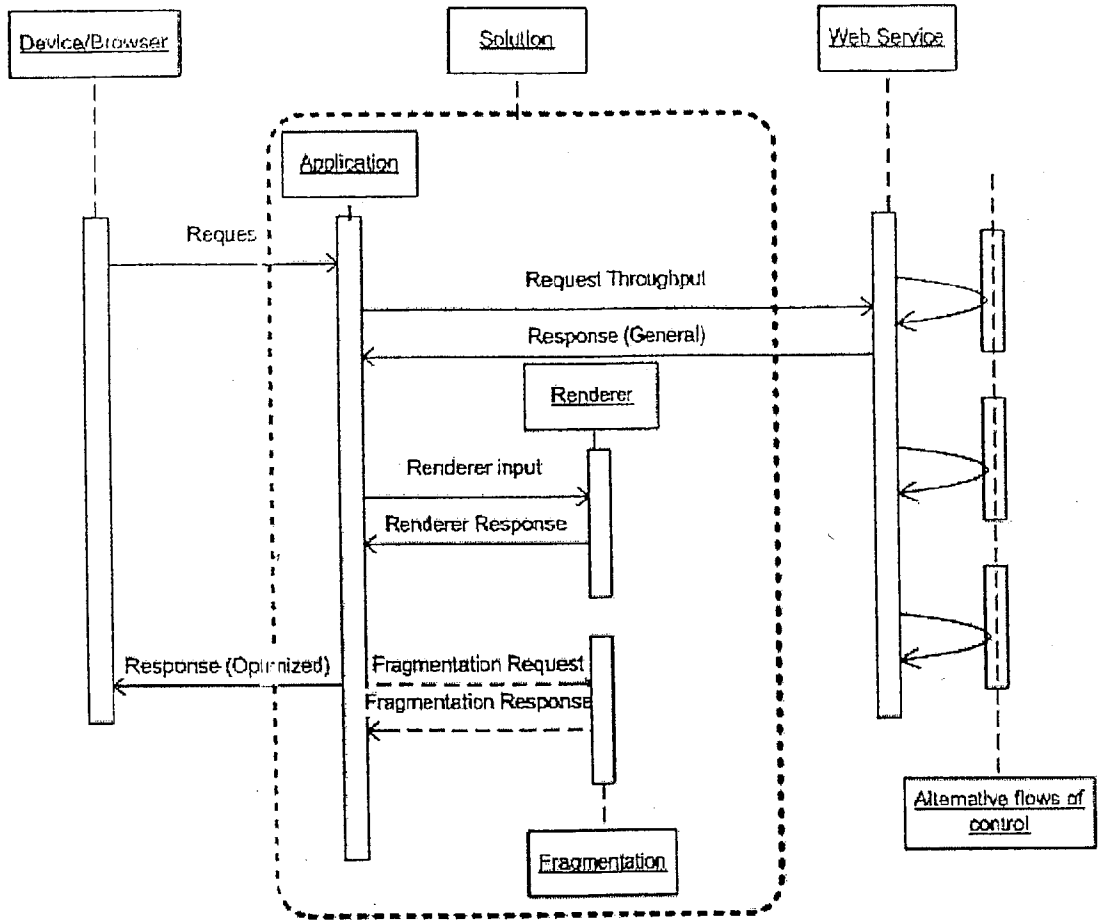 Device/Browser
Solution
Web Service
Application
Reques
Request Throughput
Response (General)
Renderer
Renderer input
Renderer Response
Response (Optimized)
Fragmentation Request
Fragmentation Response
Alternative flows of
control
Fragmentation